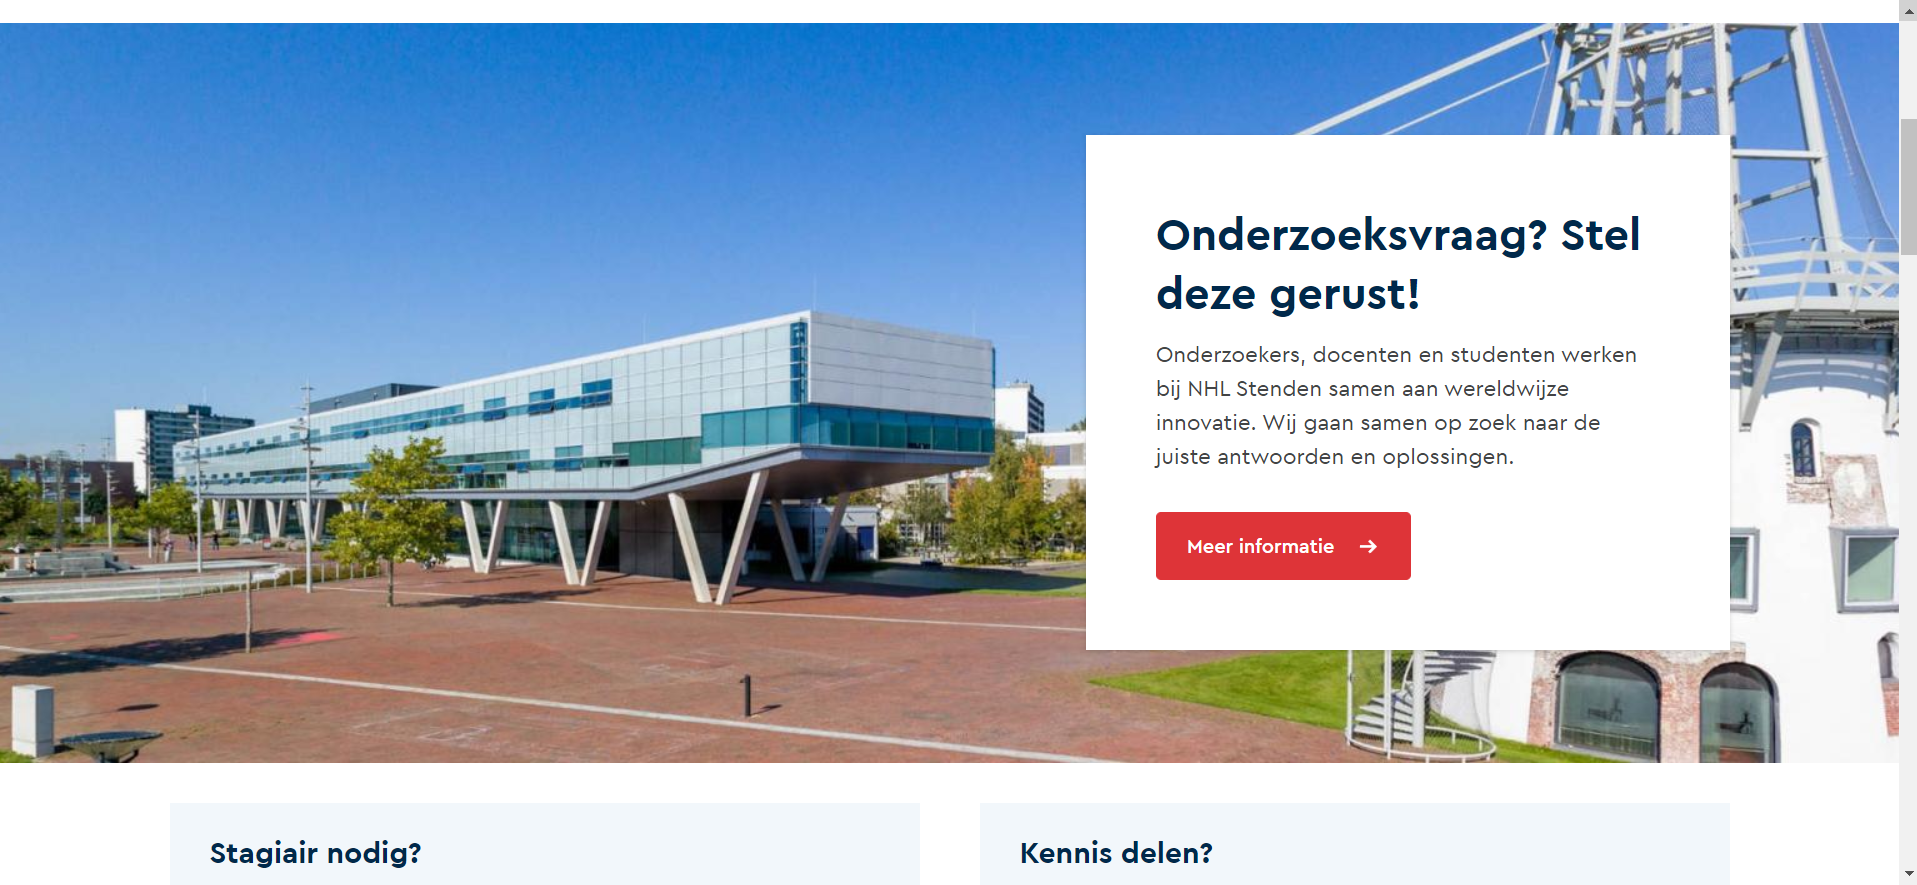 Onderzoeksvraag? Stel
deze gerust!
Onderzoekers, docenten en studenten werken
bij NHL Stenden samen aan wereldwijze
innovatie. Wij gaan samen op zoek naar de
juiste antwoorden en oplossingen.
Meer informatie
Stagiair nodig?
Kennis delen?